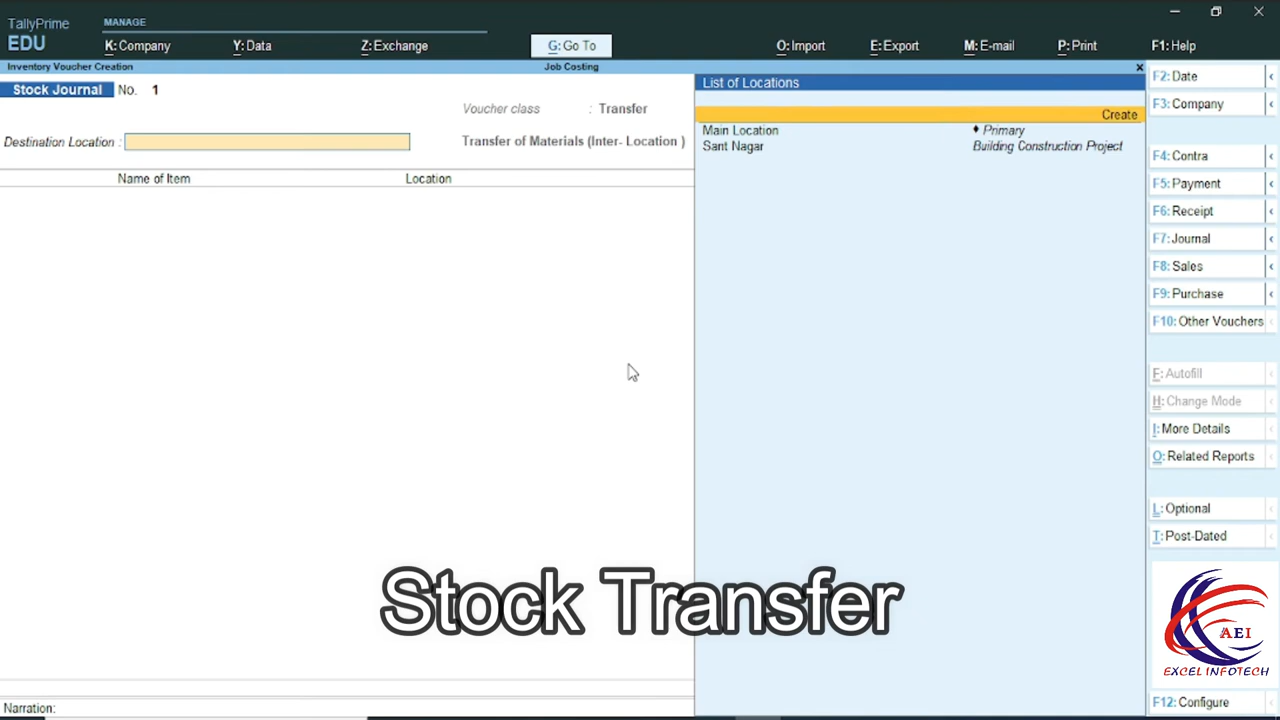 TallyPrime
EDU
MANAGE
K: Company
Y: Data
Z: Exchange
G: Go To
O: Import
E: Export
M: E-mail
P: Print
F1: Help
Inventory Voucher Creation
Job Costing
Stock Journal No. 1
Voucher class : Transfer
Destination Location :
Transfer of Materials (Inter- Location )
Name of Item
Location
List of Locations
Create
Main Location ♦ Primary
Sant Nagar Building Construction Project
F2: Date
F3: Company
F4: Contra
F5: Payment
F6: Receipt
F7: Journal
F8: Sales
F9: Purchase
F10: Other Vouchers
F: Autofill
H: Change Mode
I: More Details
O: Related Reports
L: Optional
T: Post-Dated
Stock Transfer
AEI
EXCEL INFOTECH
Narration:
F12: Configure